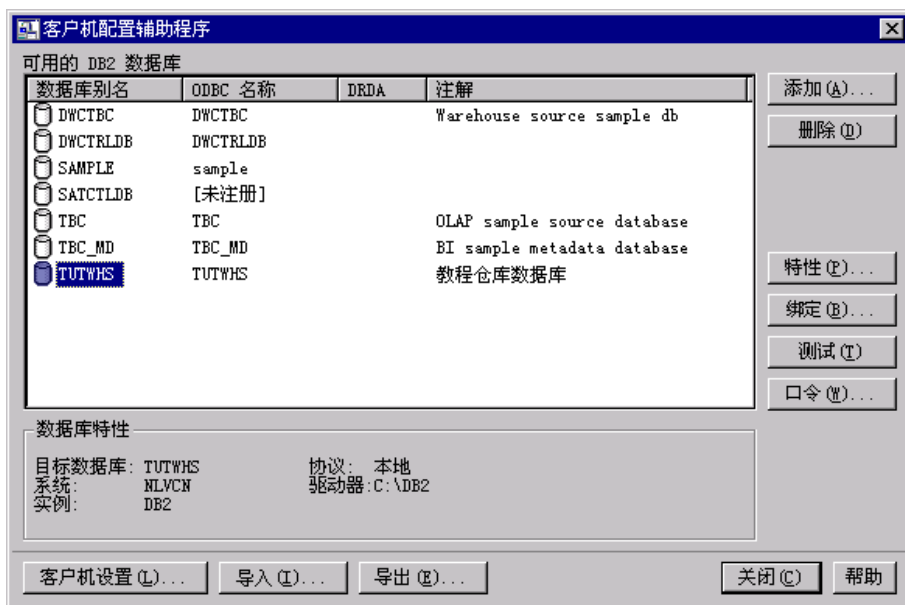 客户机配置辅助程序
可用的 DB2 数据库
数据库别名 ODBC 名称 DRDA 注解
DWCTBC DWCTBC Warehouse source sample db
DWCTRLDB DWCTRLDB
SAMPLE sample
SATCTLDB [未注册]
TBC TBC OLAP sample source database
TBC_MD TBC_MD BI sample metadata database
TUTWHS TUTWHS 教程仓库数据库
添加(A)...
删除(D)
特性(P)...
绑定(B)...
测试(T)
口令(W)...
数据库特性
目标数据库: TUTWHS 协议: 本地
系统: NLVCN 驱动器:C:\DB2
实例: DB2
客户机设置(L)... 导入(I)... 导出(E)... 关闭(C) 帮助